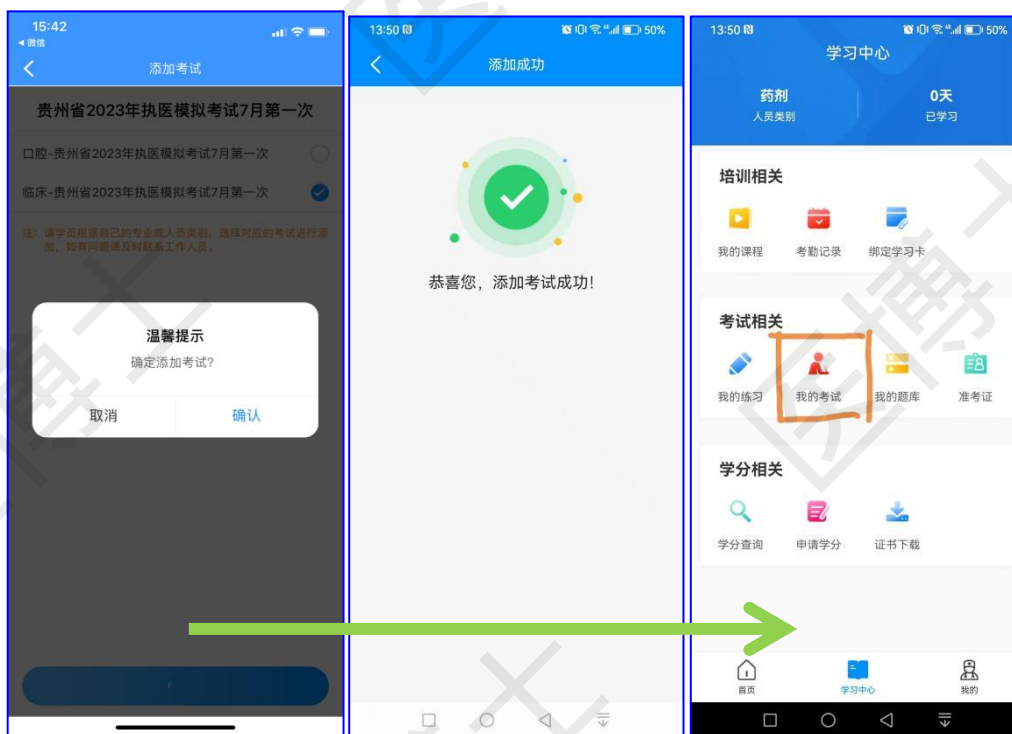 15:42
微信
添加考试
贵州省2023年执医模拟考试7月第一次
口腔-贵州省2023年执医模拟考试7月第一次
临床-贵州省2023年执医模拟考试7月第一次
注：请学员根据自己的专业或人员类别，选择对应的考试进行添
加，如有问题请及时联系工作人员。
温馨提示
确定添加考试?
取消 确认
13:50 50%
添加成功
恭喜您，添加考试成功!
13:50 50%
学习中心
药剂 0天
人员类别 已学习
培训相关
我的课程 考勤记录 绑定学习卡
考试相关
我的练习 我的考试 我的题库 准考证
学分相关
学分查询 申请学分 证书下载
首页 学习中心 我的
医博士